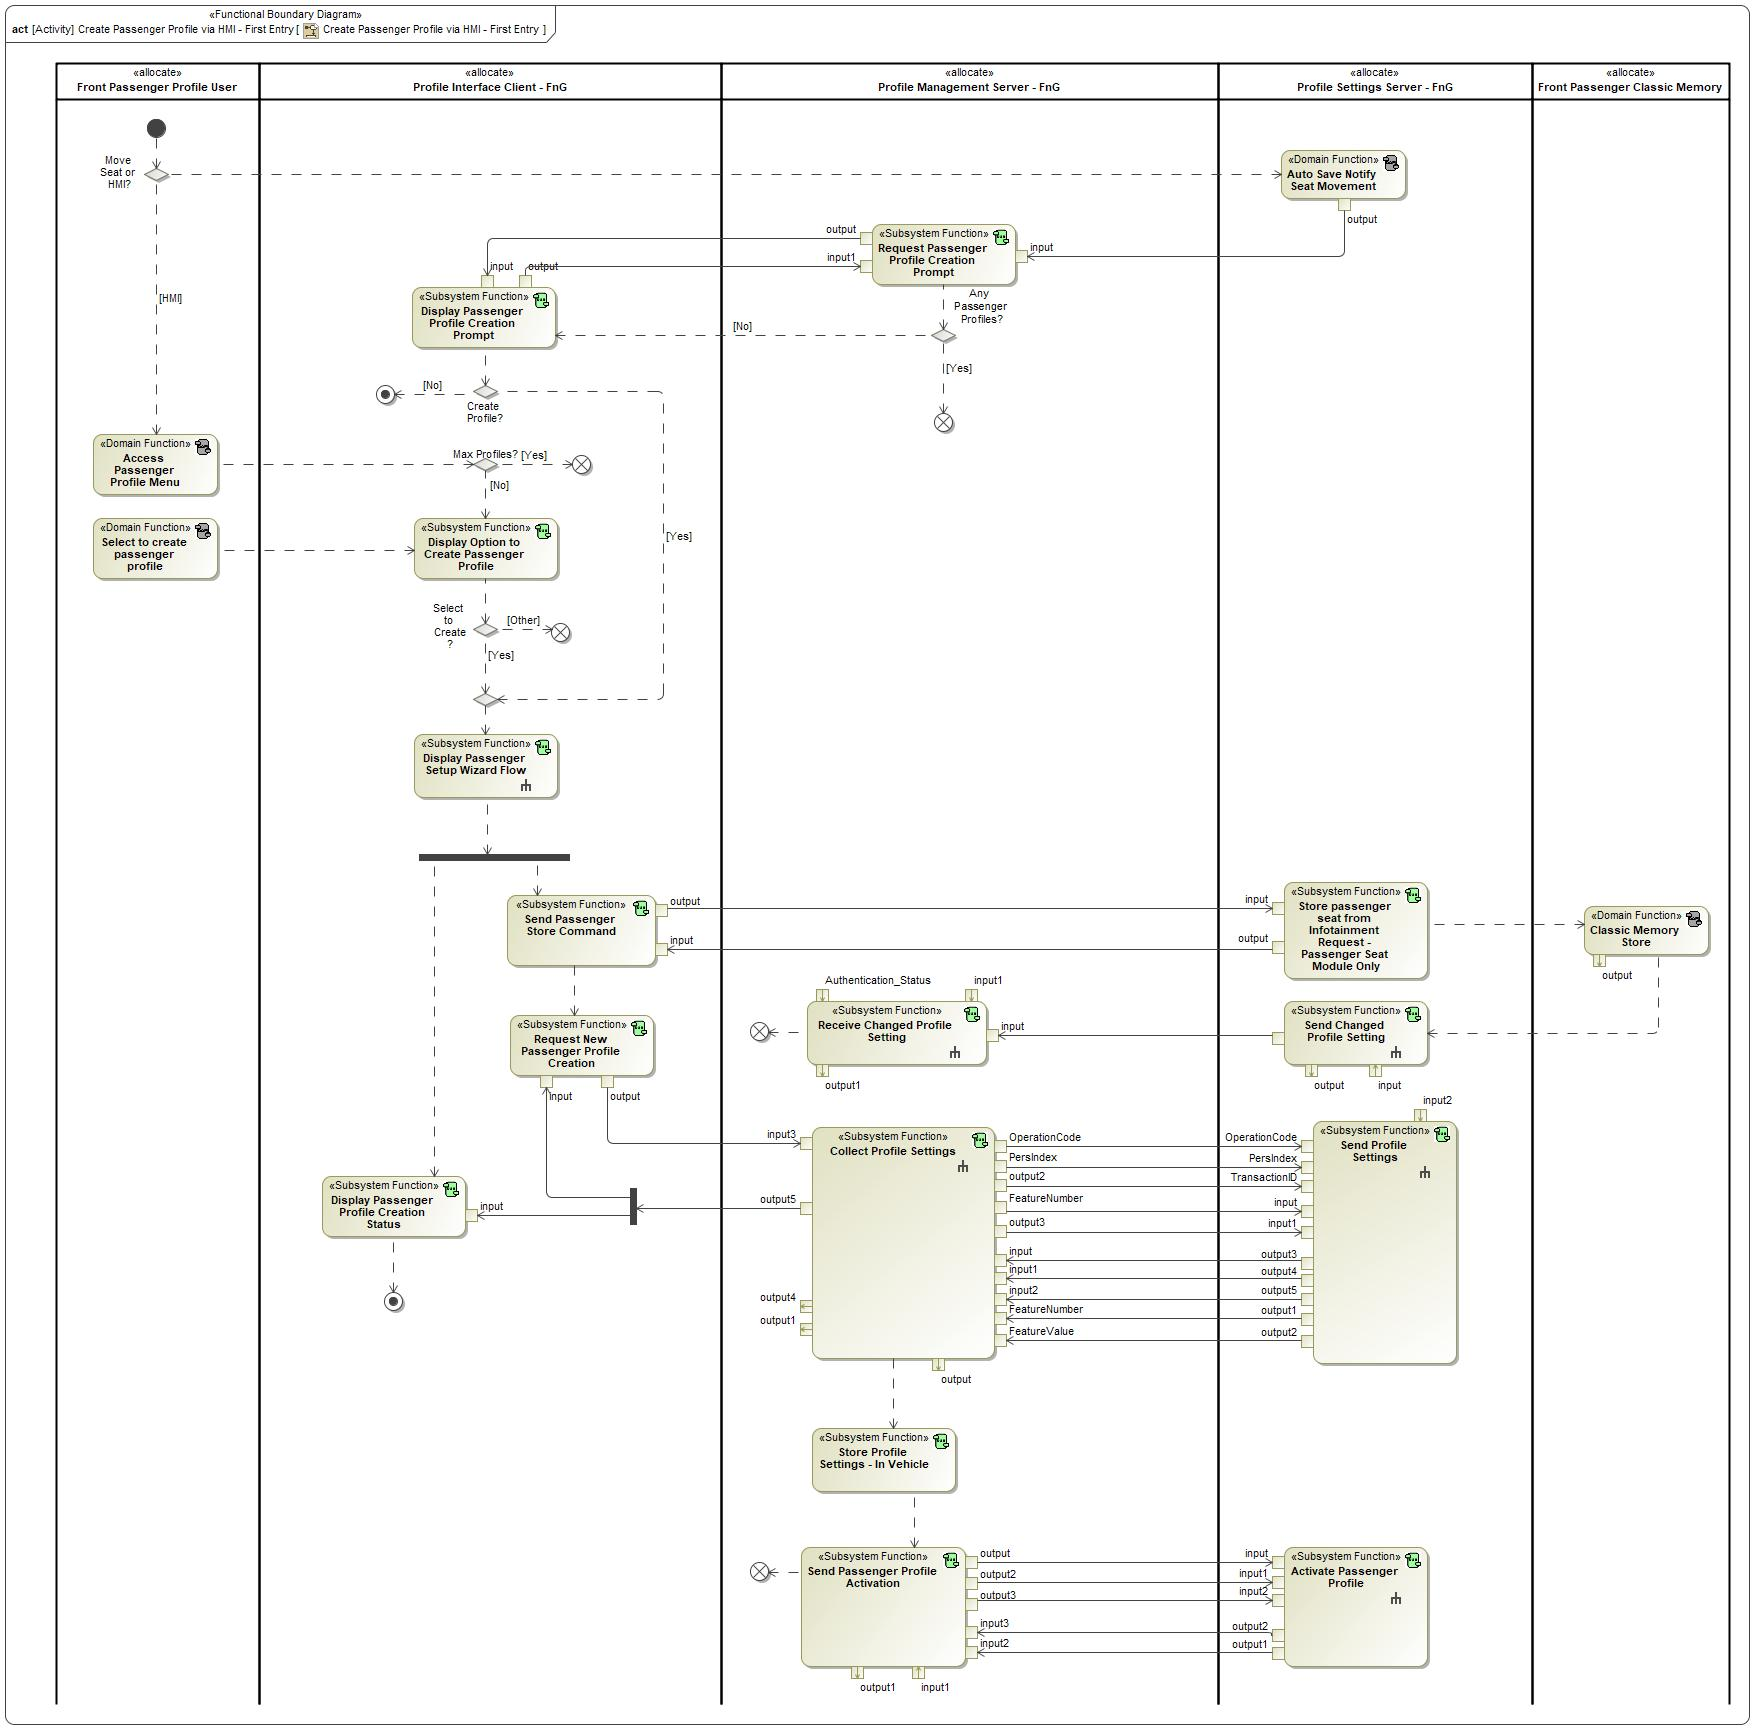 «Functional Boundary Diagram»
act [Activity] Create Passenger Profile via HMI - First Entry [ Create Passenger Profile via HMI - First Entry ]
«allocate»
Front Passenger Profile User
«allocate»
Profile Interface Client - FnG
«allocate»
Profile Management Server - FnG
«allocate»
Profile Settings Server - FnG
«allocate»
Front Passenger Classic Memory
Move
Seat or
HMI?
«Domain Function»
Auto Save Notify
Seat Movement
output
output
input1
«Subsystem Function»
Request Passenger
Profile Creation
Prompt
input
input
output
«Subsystem Function»
Display Passenger
Profile Creation
Prompt
Any
Passenger
Profiles?
[HMI]
[No]
[Yes]
[No]
Create
Profile?
«Domain Function»
Access
Passenger
Profile Menu
Max Profiles?
[Yes]
[No]
«Domain Function»
Select to create
passenger
profile
«Subsystem Function»
Display Option to
Create Passenger
Profile
[Yes]
Select
to
Create
?
[Other]
[Yes]
«Subsystem Function»
Display Passenger
Setup Wizard Flow
«Subsystem Function»
Send Passenger
Store Command
output
input
input
output
«Subsystem Function»
Store passenger
seat from
Infotainment
Request -
Passenger Seat
Module Only
«Domain Function»
Classic Memory
Store
output
Authentication_Status
input1
«Subsystem Function»
Receive Changed Profile
Setting
input
output1
«Subsystem Function»
Send Changed
Profile Setting
output
input
«Subsystem Function»
Request New
Passenger Profile
Creation
input
output
input3
output5
output4
output1
«Subsystem Function»
Collect Profile Settings
OperationCode
PersIndex
output2
FeatureNumber
output3
input
input1
input2
FeatureNumber
FeatureValue
output
OperationCode
PersIndex
TransactionID
input
input1
output3
output4
output5
output1
output2
input2
«Subsystem Function»
Send Profile
Settings
«Subsystem Function»
Display Passenger
Profile Creation
Status
input
«Subsystem Function»
Store Profile
Settings - In Vehicle
«Subsystem Function»
Send Passenger Profile
Activation
output
output2
output3
input3
input2
output1
input1
input
input1
input2
output2
output1
«Subsystem Function»
Activate Passenger
Profile